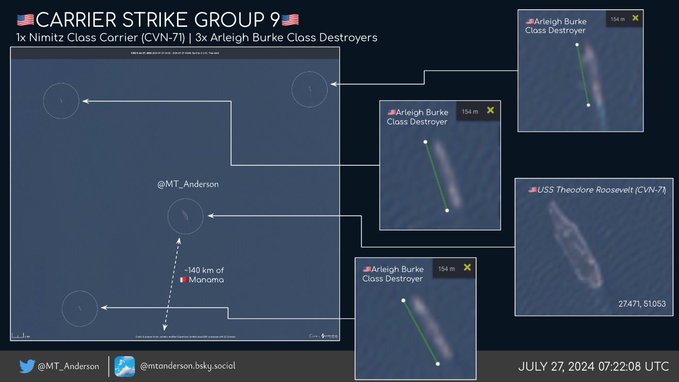 🇺🇸CARRIER STRIKE GROUP 9🇺🇸
1x Nimitz Class Carrier (CVN-71) | 3x Arleigh Burke Class Destroyers
🇺🇸Arleigh Burke
Class Destroyer
154 m
🇺🇸Arleigh Burke
Class Destroyer
154 m
@MT_Anderson
🇺🇸USS Theodore Roosevelt (CVN-71)
~140 km of
🇧🇭Manama
🇺🇸Arleigh Burke
Class Destroyer
154 m
27.471, 51.053
@MT_Anderson
@mtanderson.bsky.social
JULY 27, 2024 07:22:08 UTC